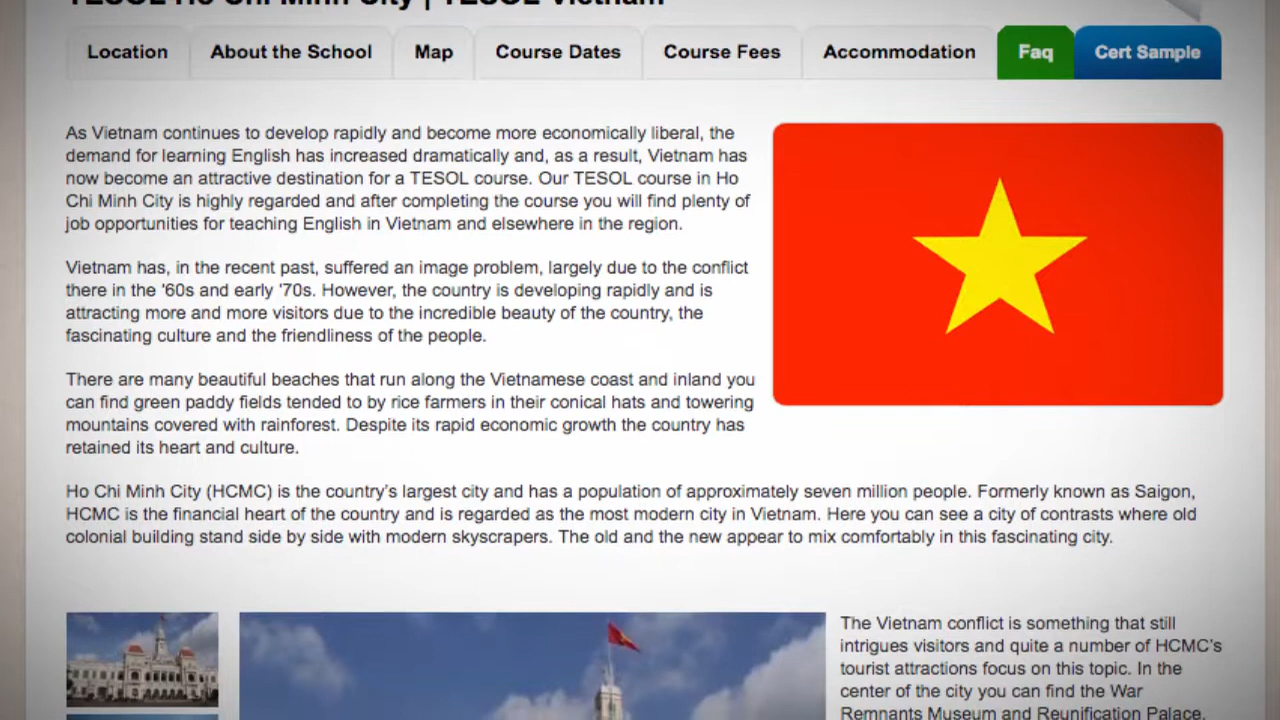 TESOL Ho Chi Minh City | TESOL Vietnam
Location
About the School
Map
Course Dates
Course Fees
Accommodation
Faq
Cert Sample
As Vietnam continues to develop rapidly and become more economically liberal, the
demand for learning English has increased dramatically and, as a result, Vietnam has
now become an attractive destination for a TESOL course. Our TESOL course in Ho
Chi Minh City is highly regarded and after completing the course you will find plenty of
job opportunities for teaching English in Vietnam and elsewhere in the region.
Vietnam has, in the recent past, suffered an image problem, largely due to the conflict
there in the '60s and early '70s. However, the country is developing rapidly and is
attracting more and more visitors due to the incredible beauty of the country, the
fascinating culture and the friendliness of the people.
There are many beautiful beaches that run along the Vietnamese coast and inland you
can find green paddy fields tended to by rice farmers in their conical hats and towering
mountains covered with rainforest. Despite its rapid economic growth the country has
retained its heart and culture.
Ho Chi Minh City (HCMC) is the country's largest city and has a population of approximately seven million people. Formerly known as Saigon,
HCMC is the financial heart of the country and is regarded as the most modern city in Vietnam. Here you can see a city of contrasts where old
colonial building stand side by side with modern skyscrapers. The old and the new appear to mix comfortably in this fascinating city.
The Vietnam conflict is something that still
intrigues visitors and quite a number of HCMC's
tourist attractions focus on this topic. In the
center of the city you can find the War
Remnants Museum and Reunification Palace,